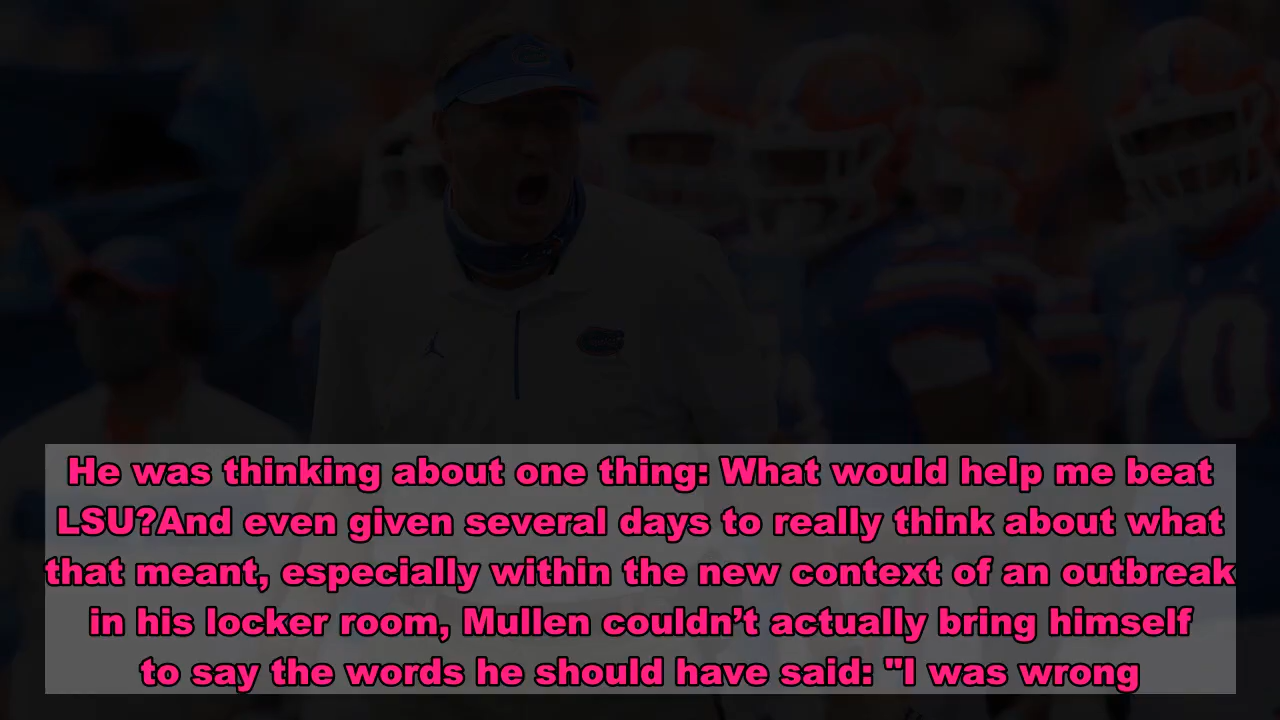 He was thinking about one thing: What would help me beat
LSU?And even given several days to really think about what
that meant, especially within the new context of an outbreak
in his locker room, Mullen couldn’t actually bring himself
to say the words he should have said: "I was wrong
70